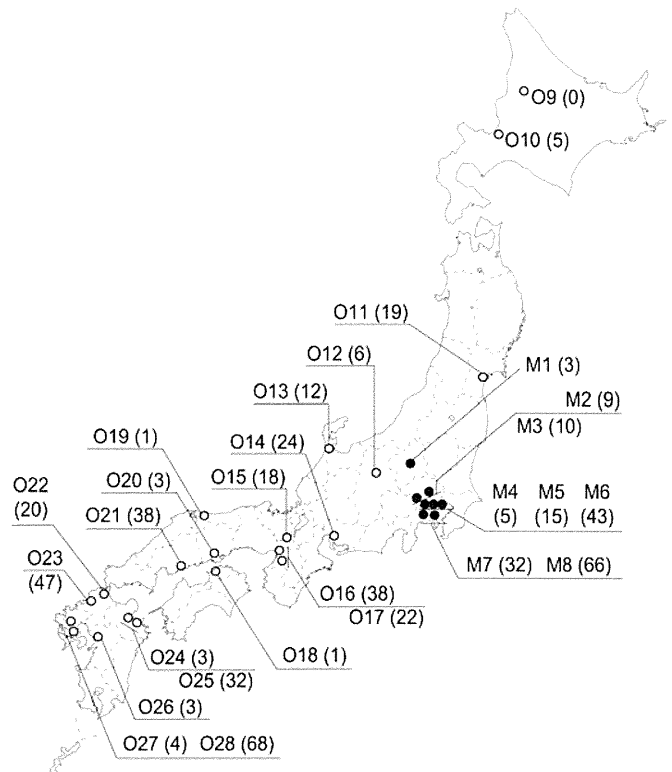 O9 (0)
O10 (5)
O11 (19)
O12 (6)
M1 (3)
O13 (12)
M2 (9)
M3 (10)
O19 (1)
O14 (24)
O20 (3)
O15 (18)
O22
(20)
O21 (38)
M4 M5 M6
(5) (15) (43)
O23
(47)
M7 (32) M8 (66)
O16 (38)
O17 (22)
O24 (3)
O18 (1)
O25 (32)
O26 (3)
O27 (4) O28 (68)